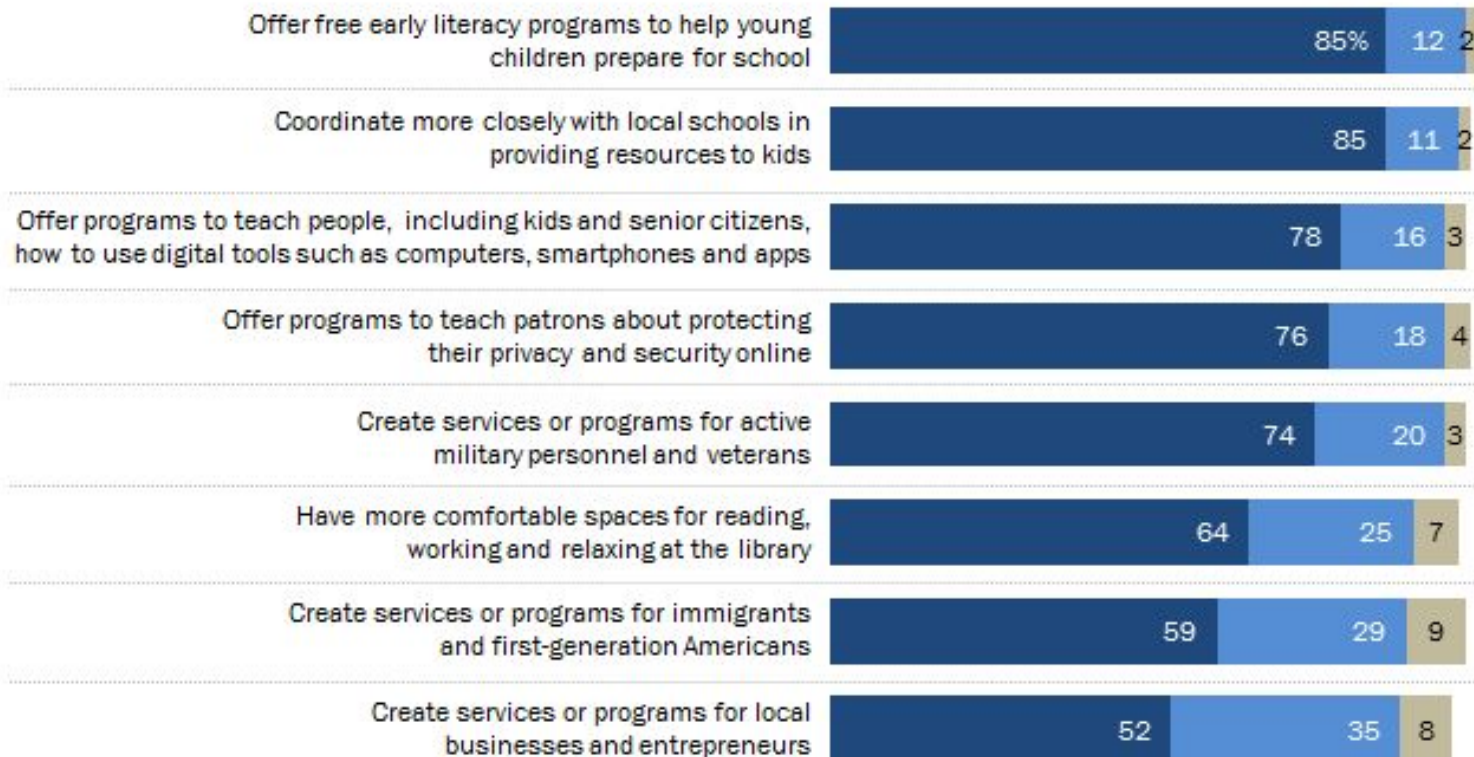 Offer free early literacy programs to help young
children prepare for school
85% 12 2
Coordinate more closely with local schools in
providing resources to kids
85 11 2
Offer programs to teach people, including kids and senior citizens,
how to use digital tools such as computers, smartphones and apps
78 16 3
Offer programs to teach patrons about protecting
their privacy and security online
76 18 4
Create services or programs for active
military personnel and veterans
74 20 3
Have more comfortable spaces for reading,
working and relaxing at the library
64 25 7
Create services or programs for immigrants
and first-generation Americans
59 29 9
Create services or programs for local
businesses and entrepreneurs
52 35 8